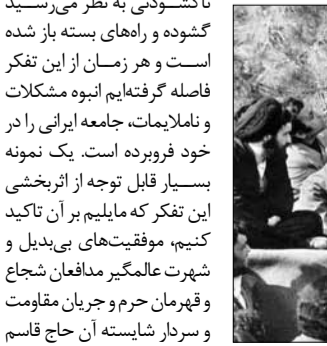 ناگشودنی به نظر می‌رسید
گشوده و راه‌های بسته باز شده
است و هر زمان از این تفکر
فاصله گرفته‌ایم انبوه مشکلات
و ناملایمات، جامعه ایرانی را در
خود فروبرده است. یک نمونه
بسیار قابل توجه از اثربخشی
این تفکر که مایلیم بر آن تاکید
کنیم، موفقیت‌های بی‌بدیل و
شهرت عالمگیر مدافعان شجاع
و قهرمان حرم و جریان مقاومت
و سردار شایسته آن حاج قاسم